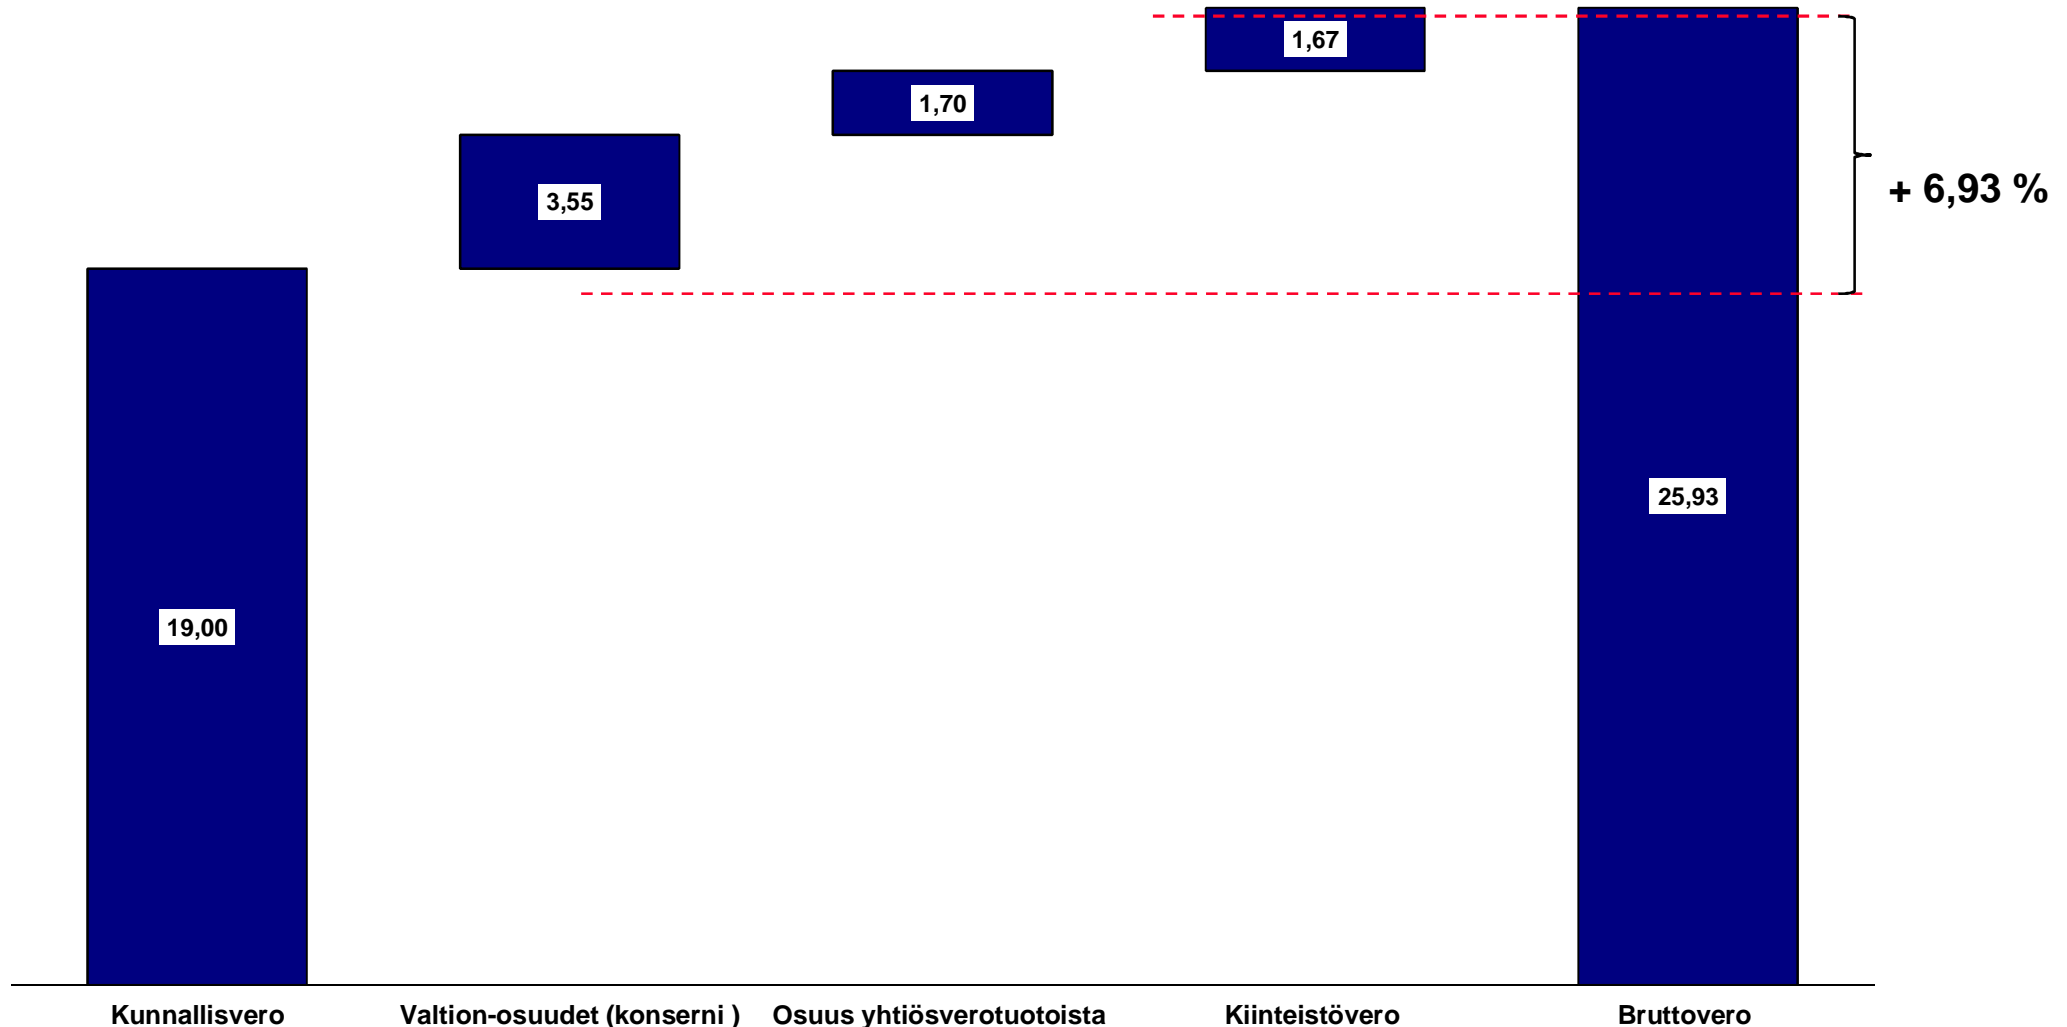 1,67
1,70
+ 6,93 %
3,55
25,93
19,00
Kunnallisvero
Valtion-osuudet (konserni )
Osuus yhtiösverotuotoista
Kiinteistövero
Bruttovero